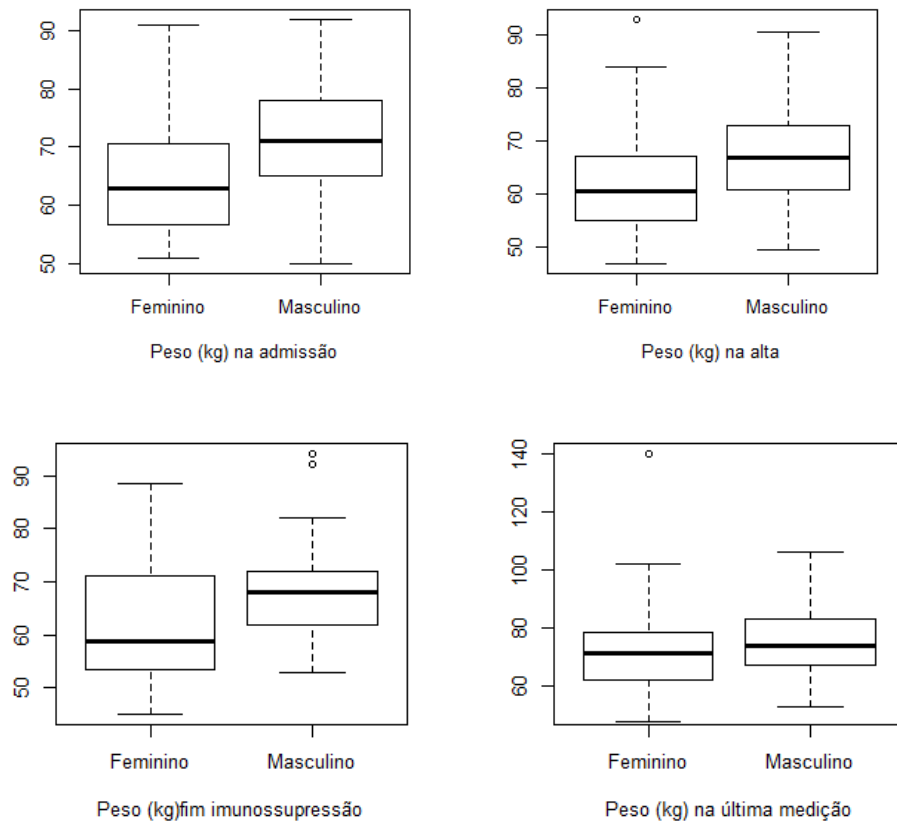 90
80
70
60
50
Feminino Masculino
Peso (kg) na admissão
90
80
70
60
50
Feminino Masculino
Peso (kg) na alta
90
80
70
60
50
Feminino Masculino
Peso (kg)fim imunossupressão
140
120
100
80
60
Feminino Masculino
Peso (kg) na última medição